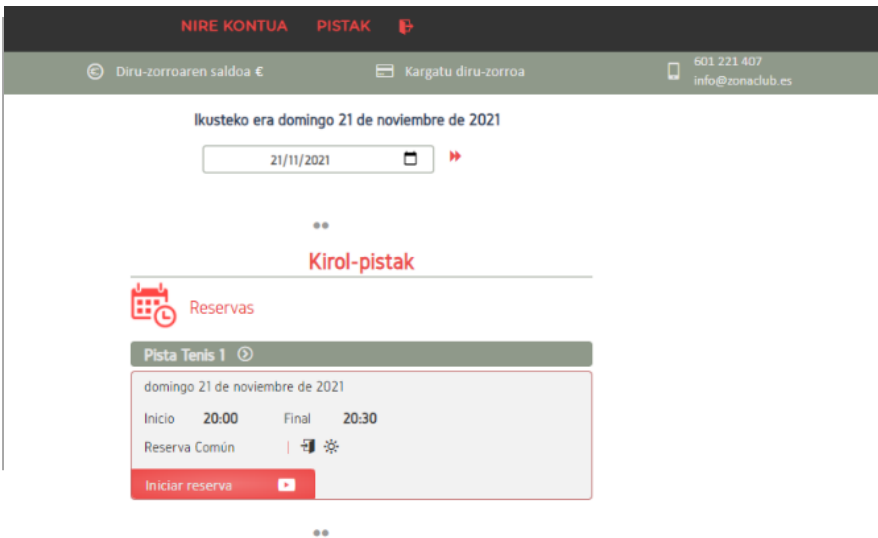 NIRE KONTUA PISTAK
Diru-zorroaren saldoa € Kargatu diru-zorroa 601 221 407
info@zonaclub.es
Ikusteko era domingo 21 de noviembre de 2021
21/11/2021
Kirol-pistak
Reservas
Pista Tenis 1
domingo 21 de noviembre de 2021
Inicio 20:00 Final 20:30
Reserva Común |
Iniciar reserva